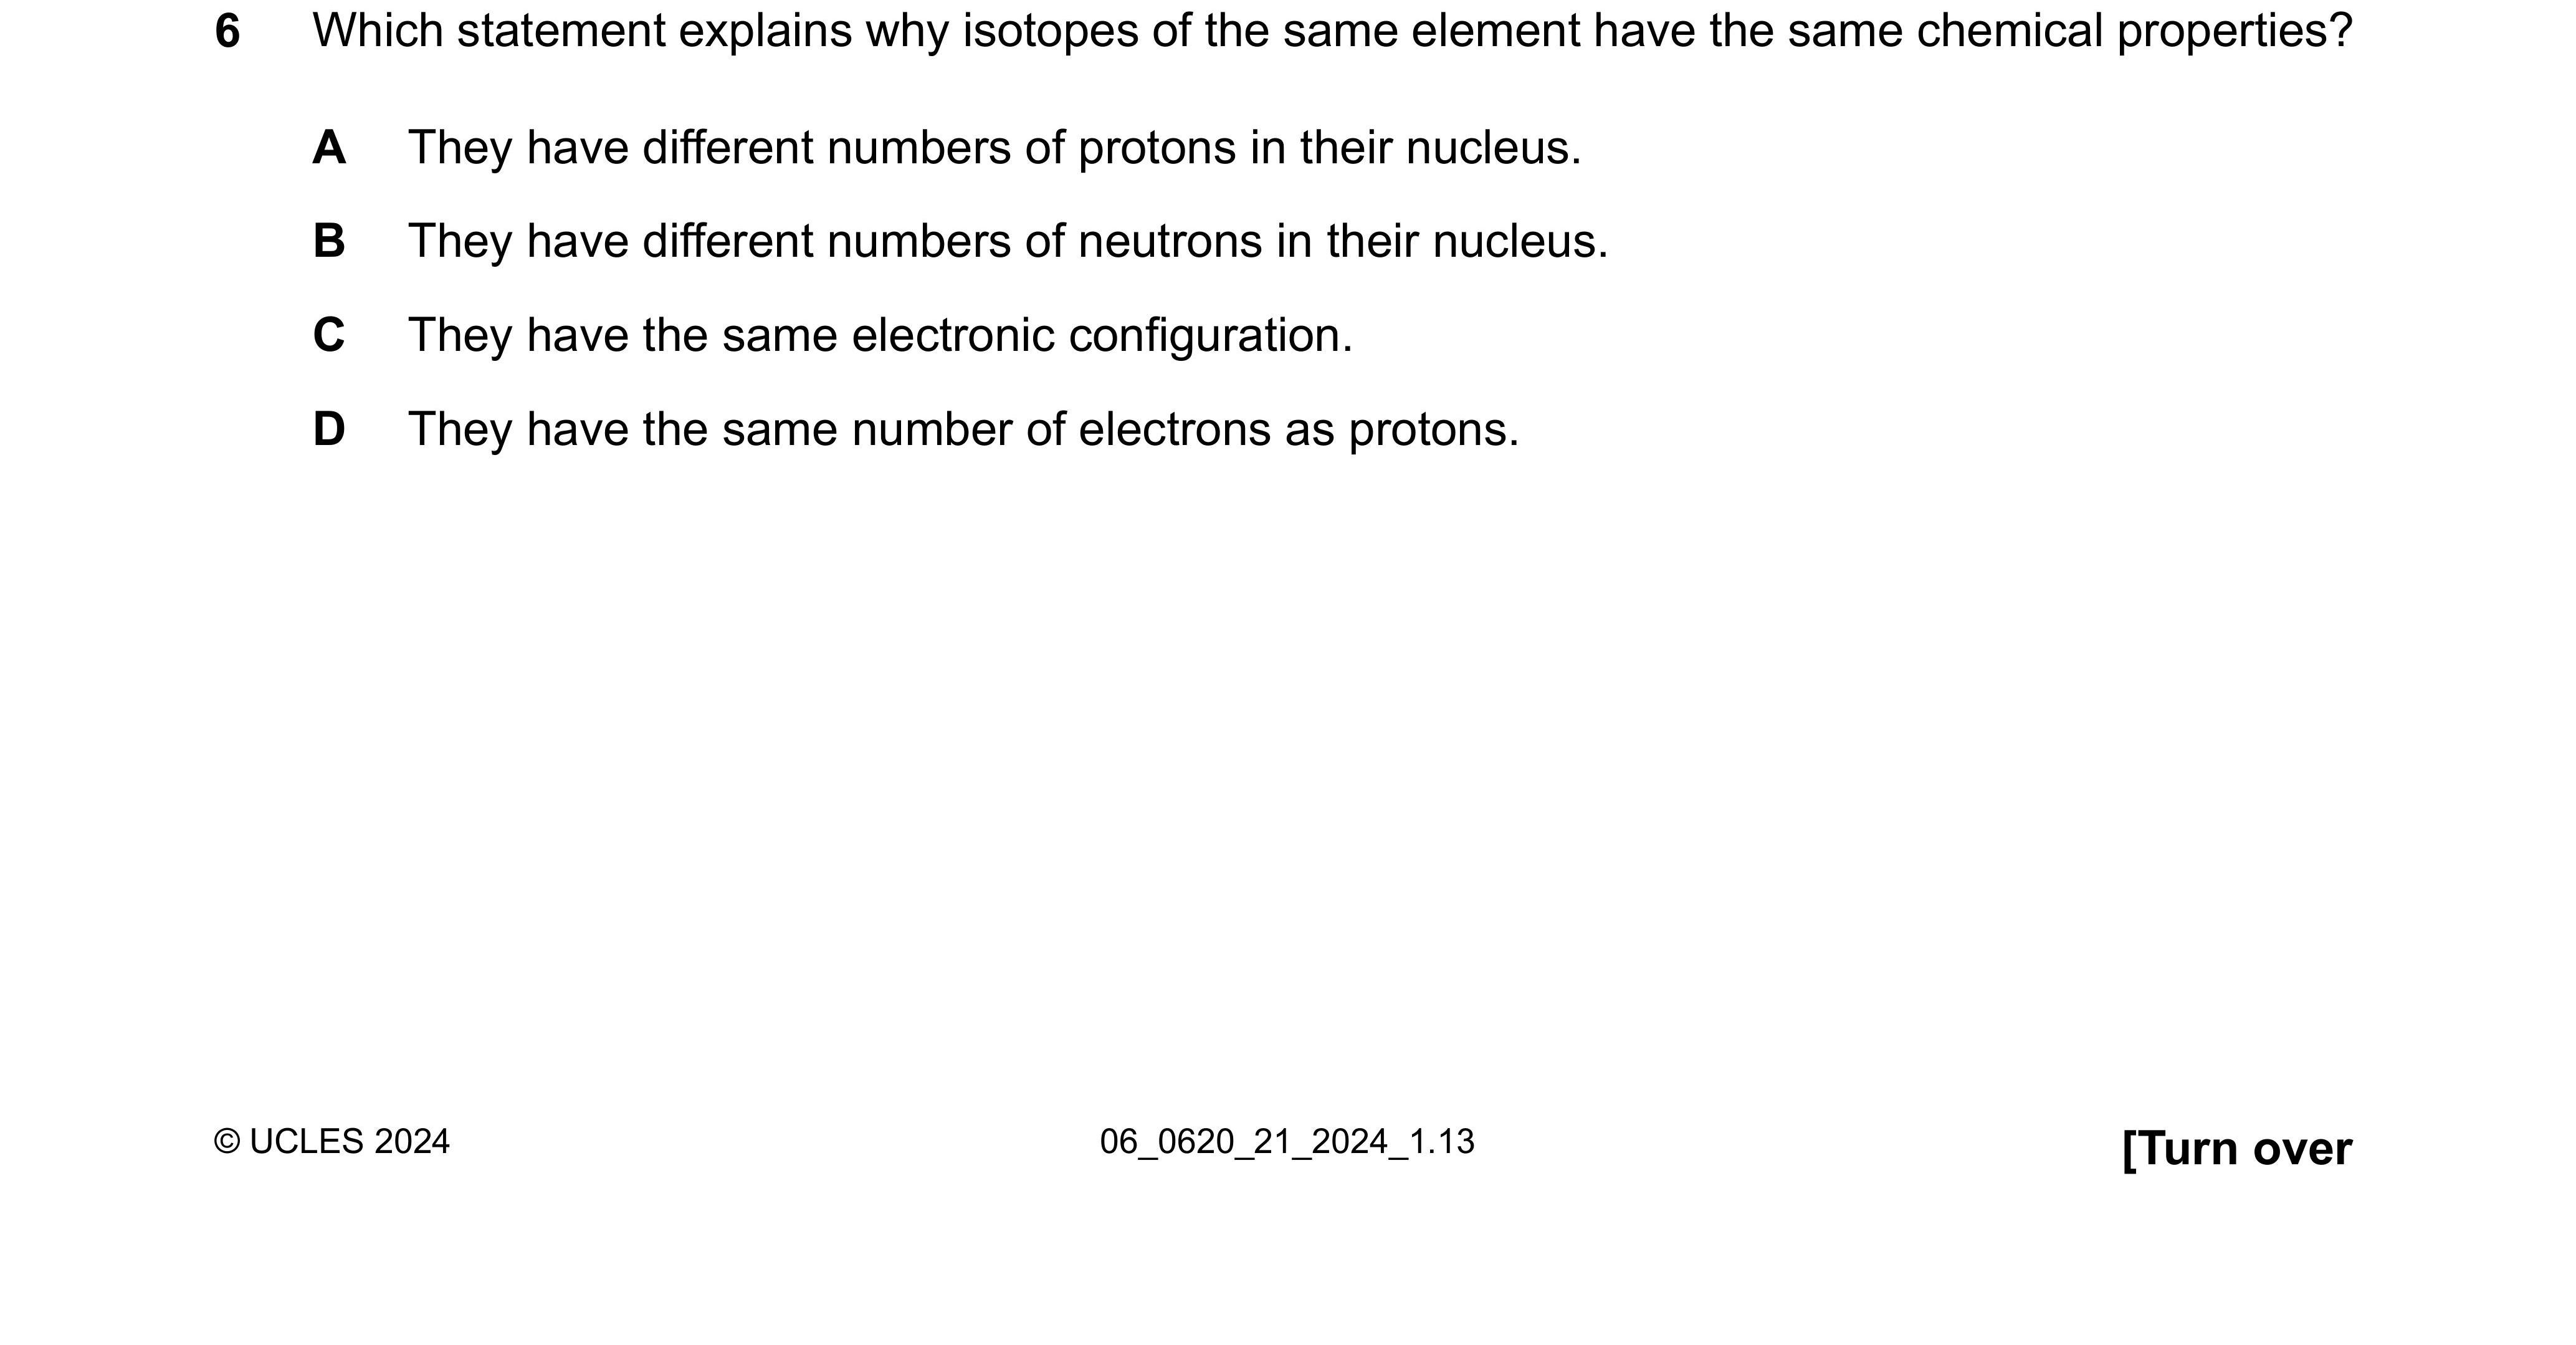 6 Which statement explains why isotopes of the same element have the same chemical properties?
A They have different numbers of protons in their nucleus.
B They have different numbers of neutrons in their nucleus.
C They have the same electronic configuration.
D They have the same number of electrons as protons.
© UCLES 2024 06_0620_21_2024_1.13 [Turn over